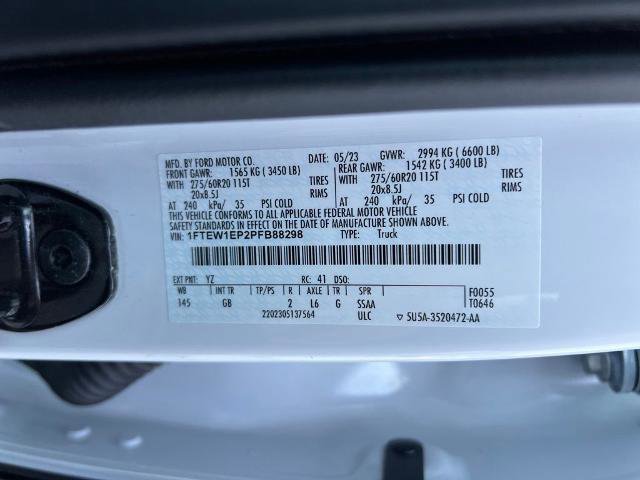 MFD. BY FORD MOTOR CO. DATE: 05/23 GVWR: 2994 KG ( 6600 LB)
FRONT GAWR: 1565 KG ( 3450 LB) REAR GAWR: 1542 KG ( 3400 LB)
WITH 275/60R20 115T TIRES WITH 275/60R20 115T TIRES
20x8.5J RIMS 20x8.5J RIMS
AT 240 kPa/ 35 PSI COLD AT 240 kPa/ 35 PSI COLD
THIS VEHICLE CONFORMS TO ALL APPLICABLE FEDERAL MOTOR VEHICLE
SAFETY STANDARDS IN EFFECT ON THE DATE OF MANUFACTURE SHOWN ABOVE.
VIN: 1FTEW1EP2PFB88298 TYPE: Truck
EXT PNT: YZ RC: 41 DSO:
WB INT TR TP/PS R AXLE TR SPR F0055
145 GB 2 L6 G SSAA T0646
2202305137564 ULC ▽ 5U5A-3520472-AA